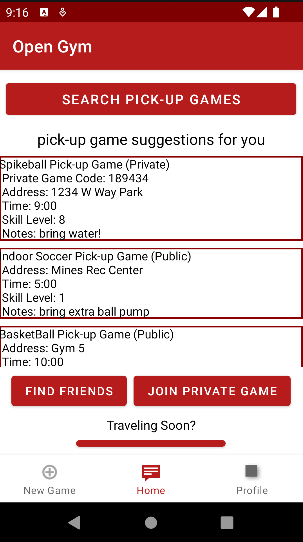 9:16
Open Gym
SEARCH PICK-UP GAMES
pick-up game suggestions for you
Spikeball Pick-up Game (Private)
Private Game Code: 189434
Address: 1234 W Way Park
Time: 9:00
Skill Level: 8
Notes: bring water!
ndoor Soccer Pick-up Game (Public)
Address: Mines Rec Center
Time: 5:00
Skill Level: 1
Notes: bring extra ball pump
BasketBall Pick-up Game (Public)
Address: Gym 5
Time: 10:00
FIND FRIENDS JOIN PRIVATE GAME
Traveling Soon?
New Game Home Profile